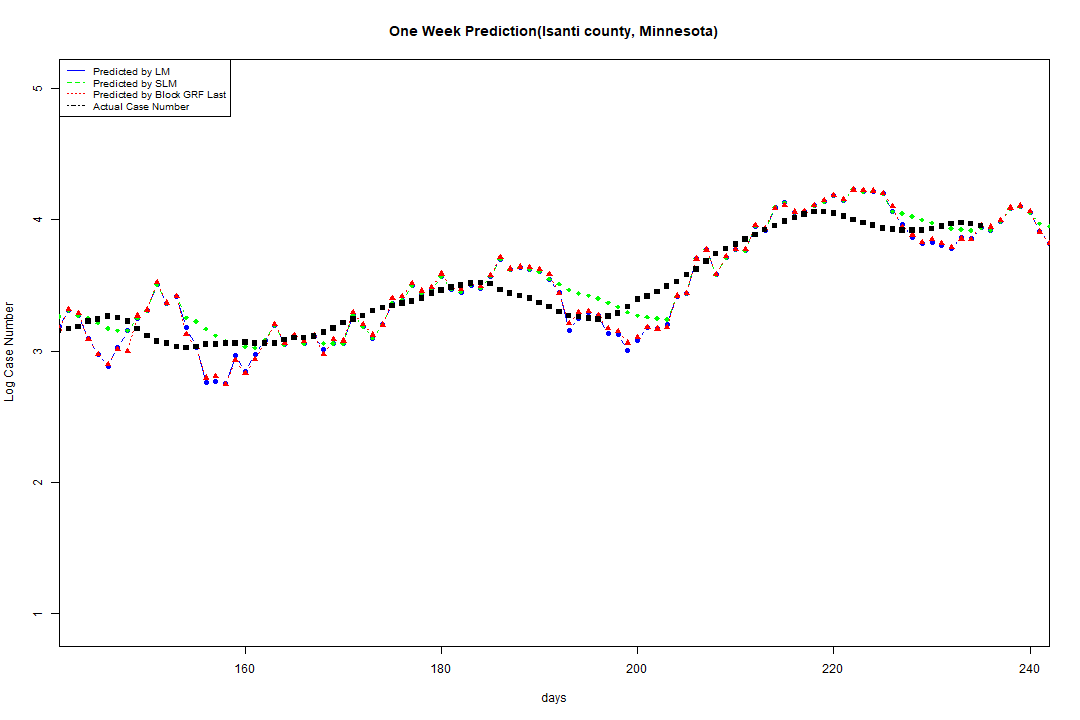 One Week Prediction(Isanti county, Minnesota)
Predicted by LM
Predicted by SLM
Predicted by Block GRF Last
Actual Case Number
Log Case Number
5
4
3
2
1
160
180
200
220
240
days